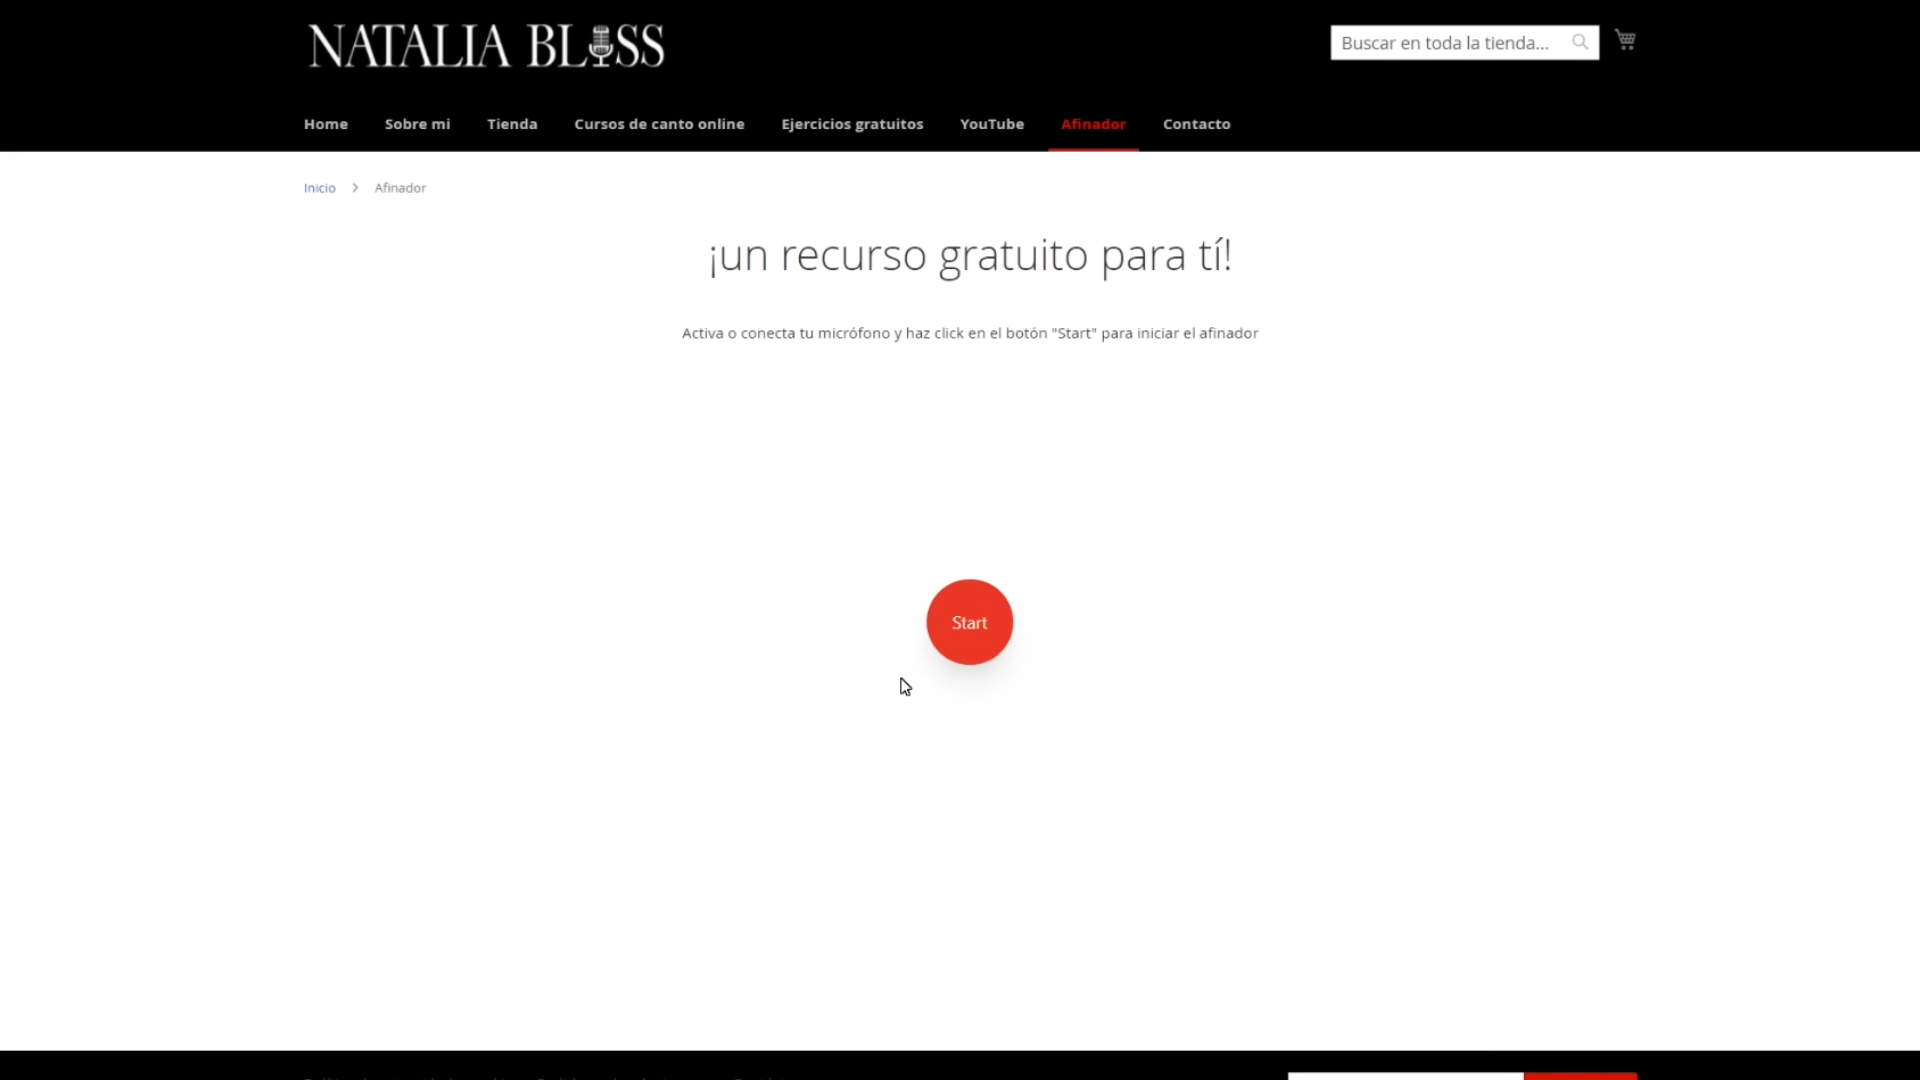 NATALIA BLISS
Buscar en toda la tienda...
Home Sobre mi Tienda Cursos de canto online Ejercicios gratuitos YouTube Afinador Contacto
Inicio > Afinador
¡un recurso gratuito para tí!
Activa o conecta tu micrófono y haz click en el botón "Start" para iniciar el afinador
Start